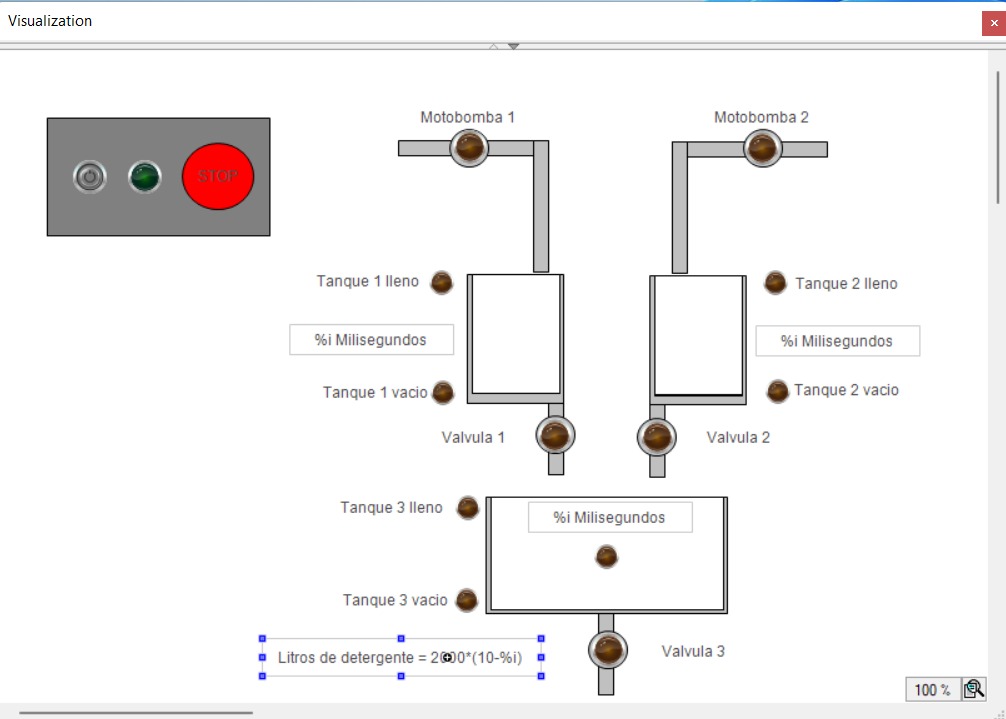 Visualization
Motobomba 1
Motobomba 2
STOP
Tanque 1 lleno
Tanque 2 lleno
%i Milisegundos
%i Milisegundos
Tanque 1 vacio
Tanque 2 vacio
Valvula 1
Valvula 2
Tanque 3 lleno
%i Milisegundos
Tanque 3 vacio
Valvula 3
Litros de detergente = 2000*(10-%i)
100 %